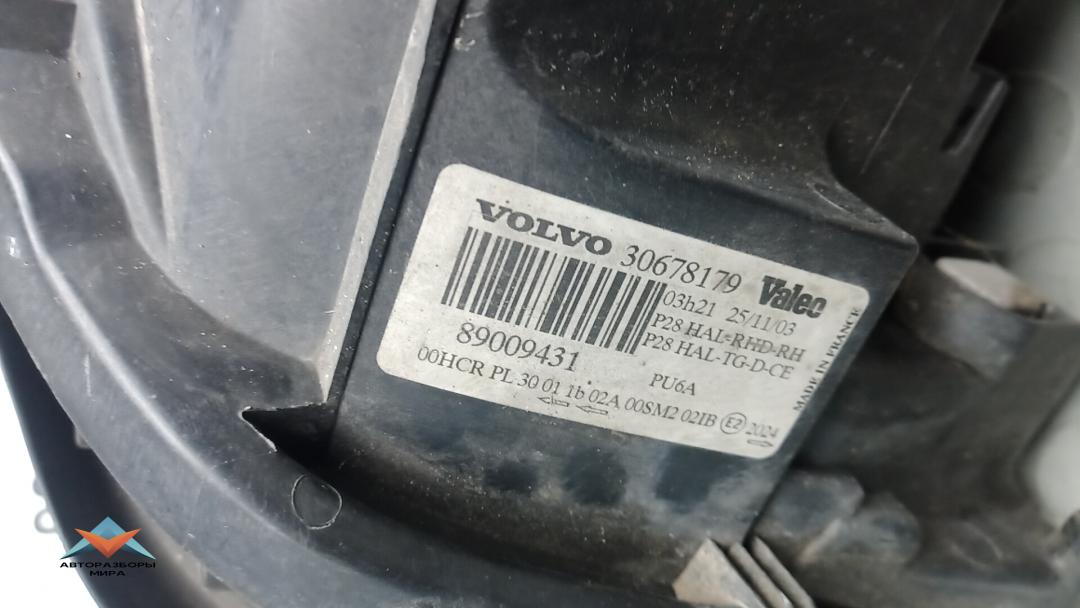 VOLVO 30678179 Valeo
03h21 25/11/03
P28 HAL-RHD-RH
P28 HAL-TG-D-CE
89009431
PU6A
00HCR PL 30 01 1b 02A 00SM2 02IB E2 2024
MADE IN FRANCE
АВТОРАЗБОРЫ
МИРА